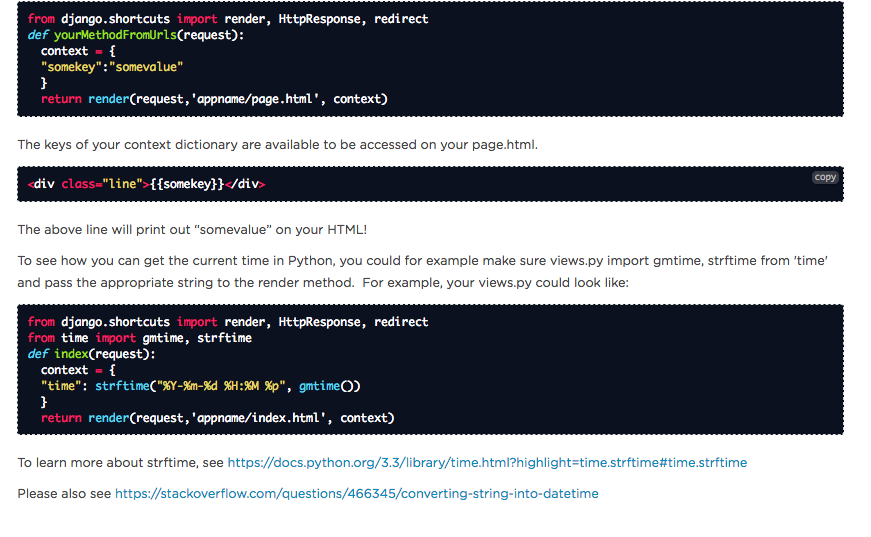 from django.shortcuts import render, HttpResponse, redirect
def yourMethodFromUrls(request):
  context = {
  "somekey":"somevalue"
  }
  return render(request,'appname/page.html', context)
The keys of your context dictionary are available to be accessed on your page.html.
<div class="line">{{somekey}}</div>
copy
The above line will print out “somevalue” on your HTML!
To see how you can get the current time in Python, you could for example make sure views.py import gmtime, strftime from 'time'
and pass the appropriate string to the render method.  For example, your views.py could look like:
from django.shortcuts import render, HttpResponse, redirect
from time import gmtime, strftime
def index(request):
  context = {
  "time": strftime("%Y-%m-%d %H:%M %p", gmtime())
  }
  return render(request,'appname/index.html', context)
To learn more about strftime, see https://docs.python.org/3.3/library/time.html?highlight=time.strftime#time.strftime
Please also see https://stackoverflow.com/questions/466345/converting-string-into-datetime